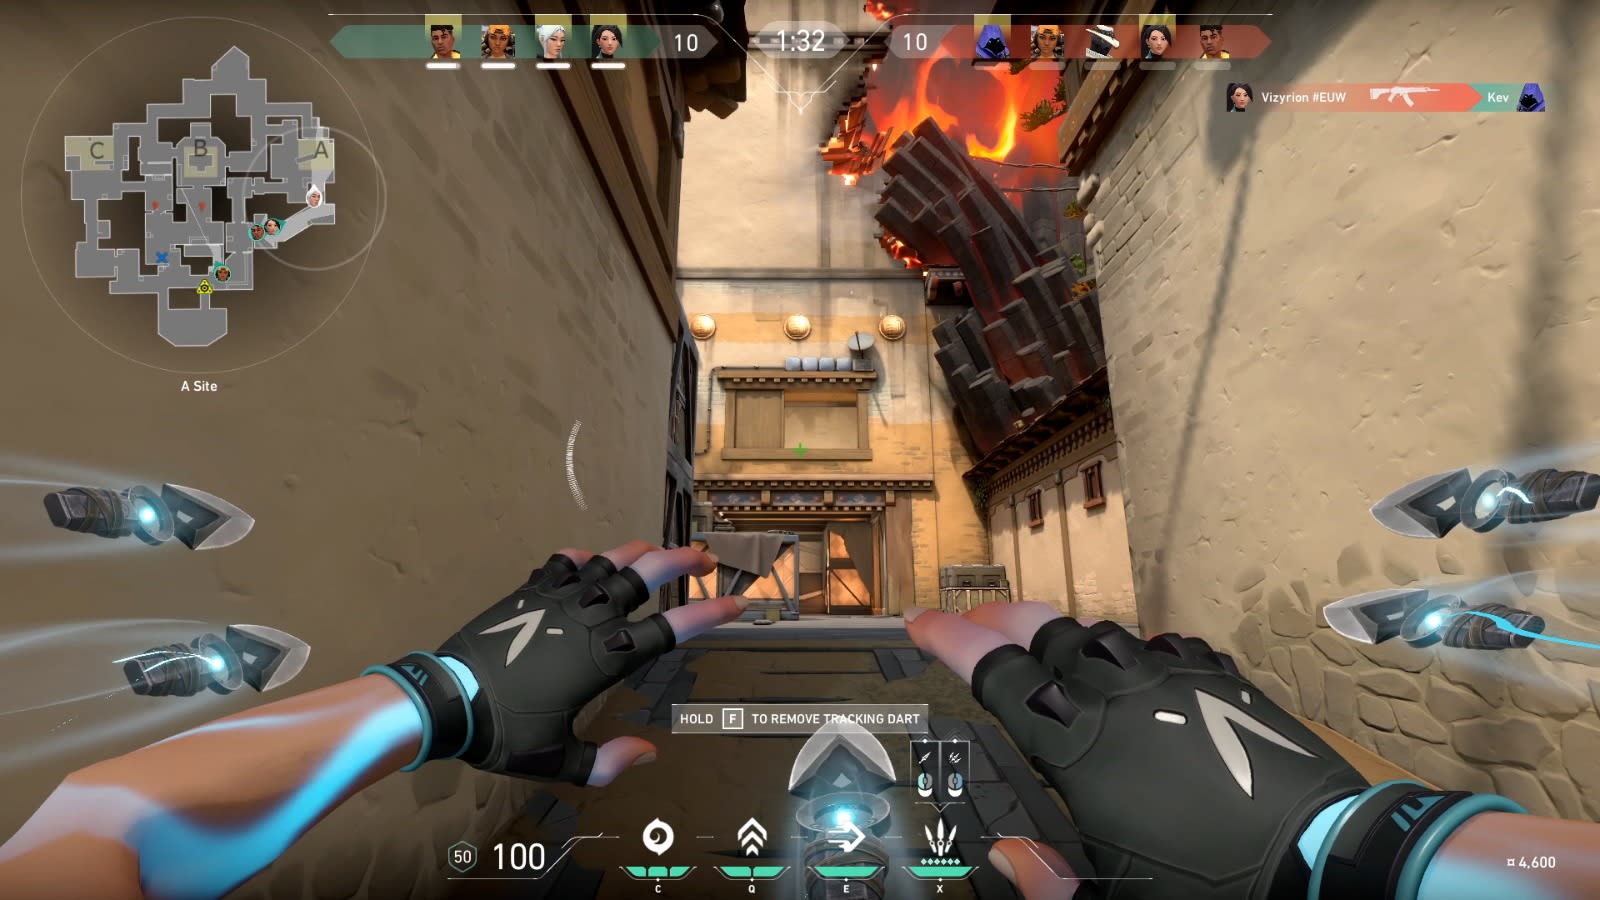 10
1:32
10
Vizyrion #EUW
Kev
C
B
A
A Site
HOLD F TO REMOVE TRACKING DART
50
100
C
Q
E
X
¤ 4,600